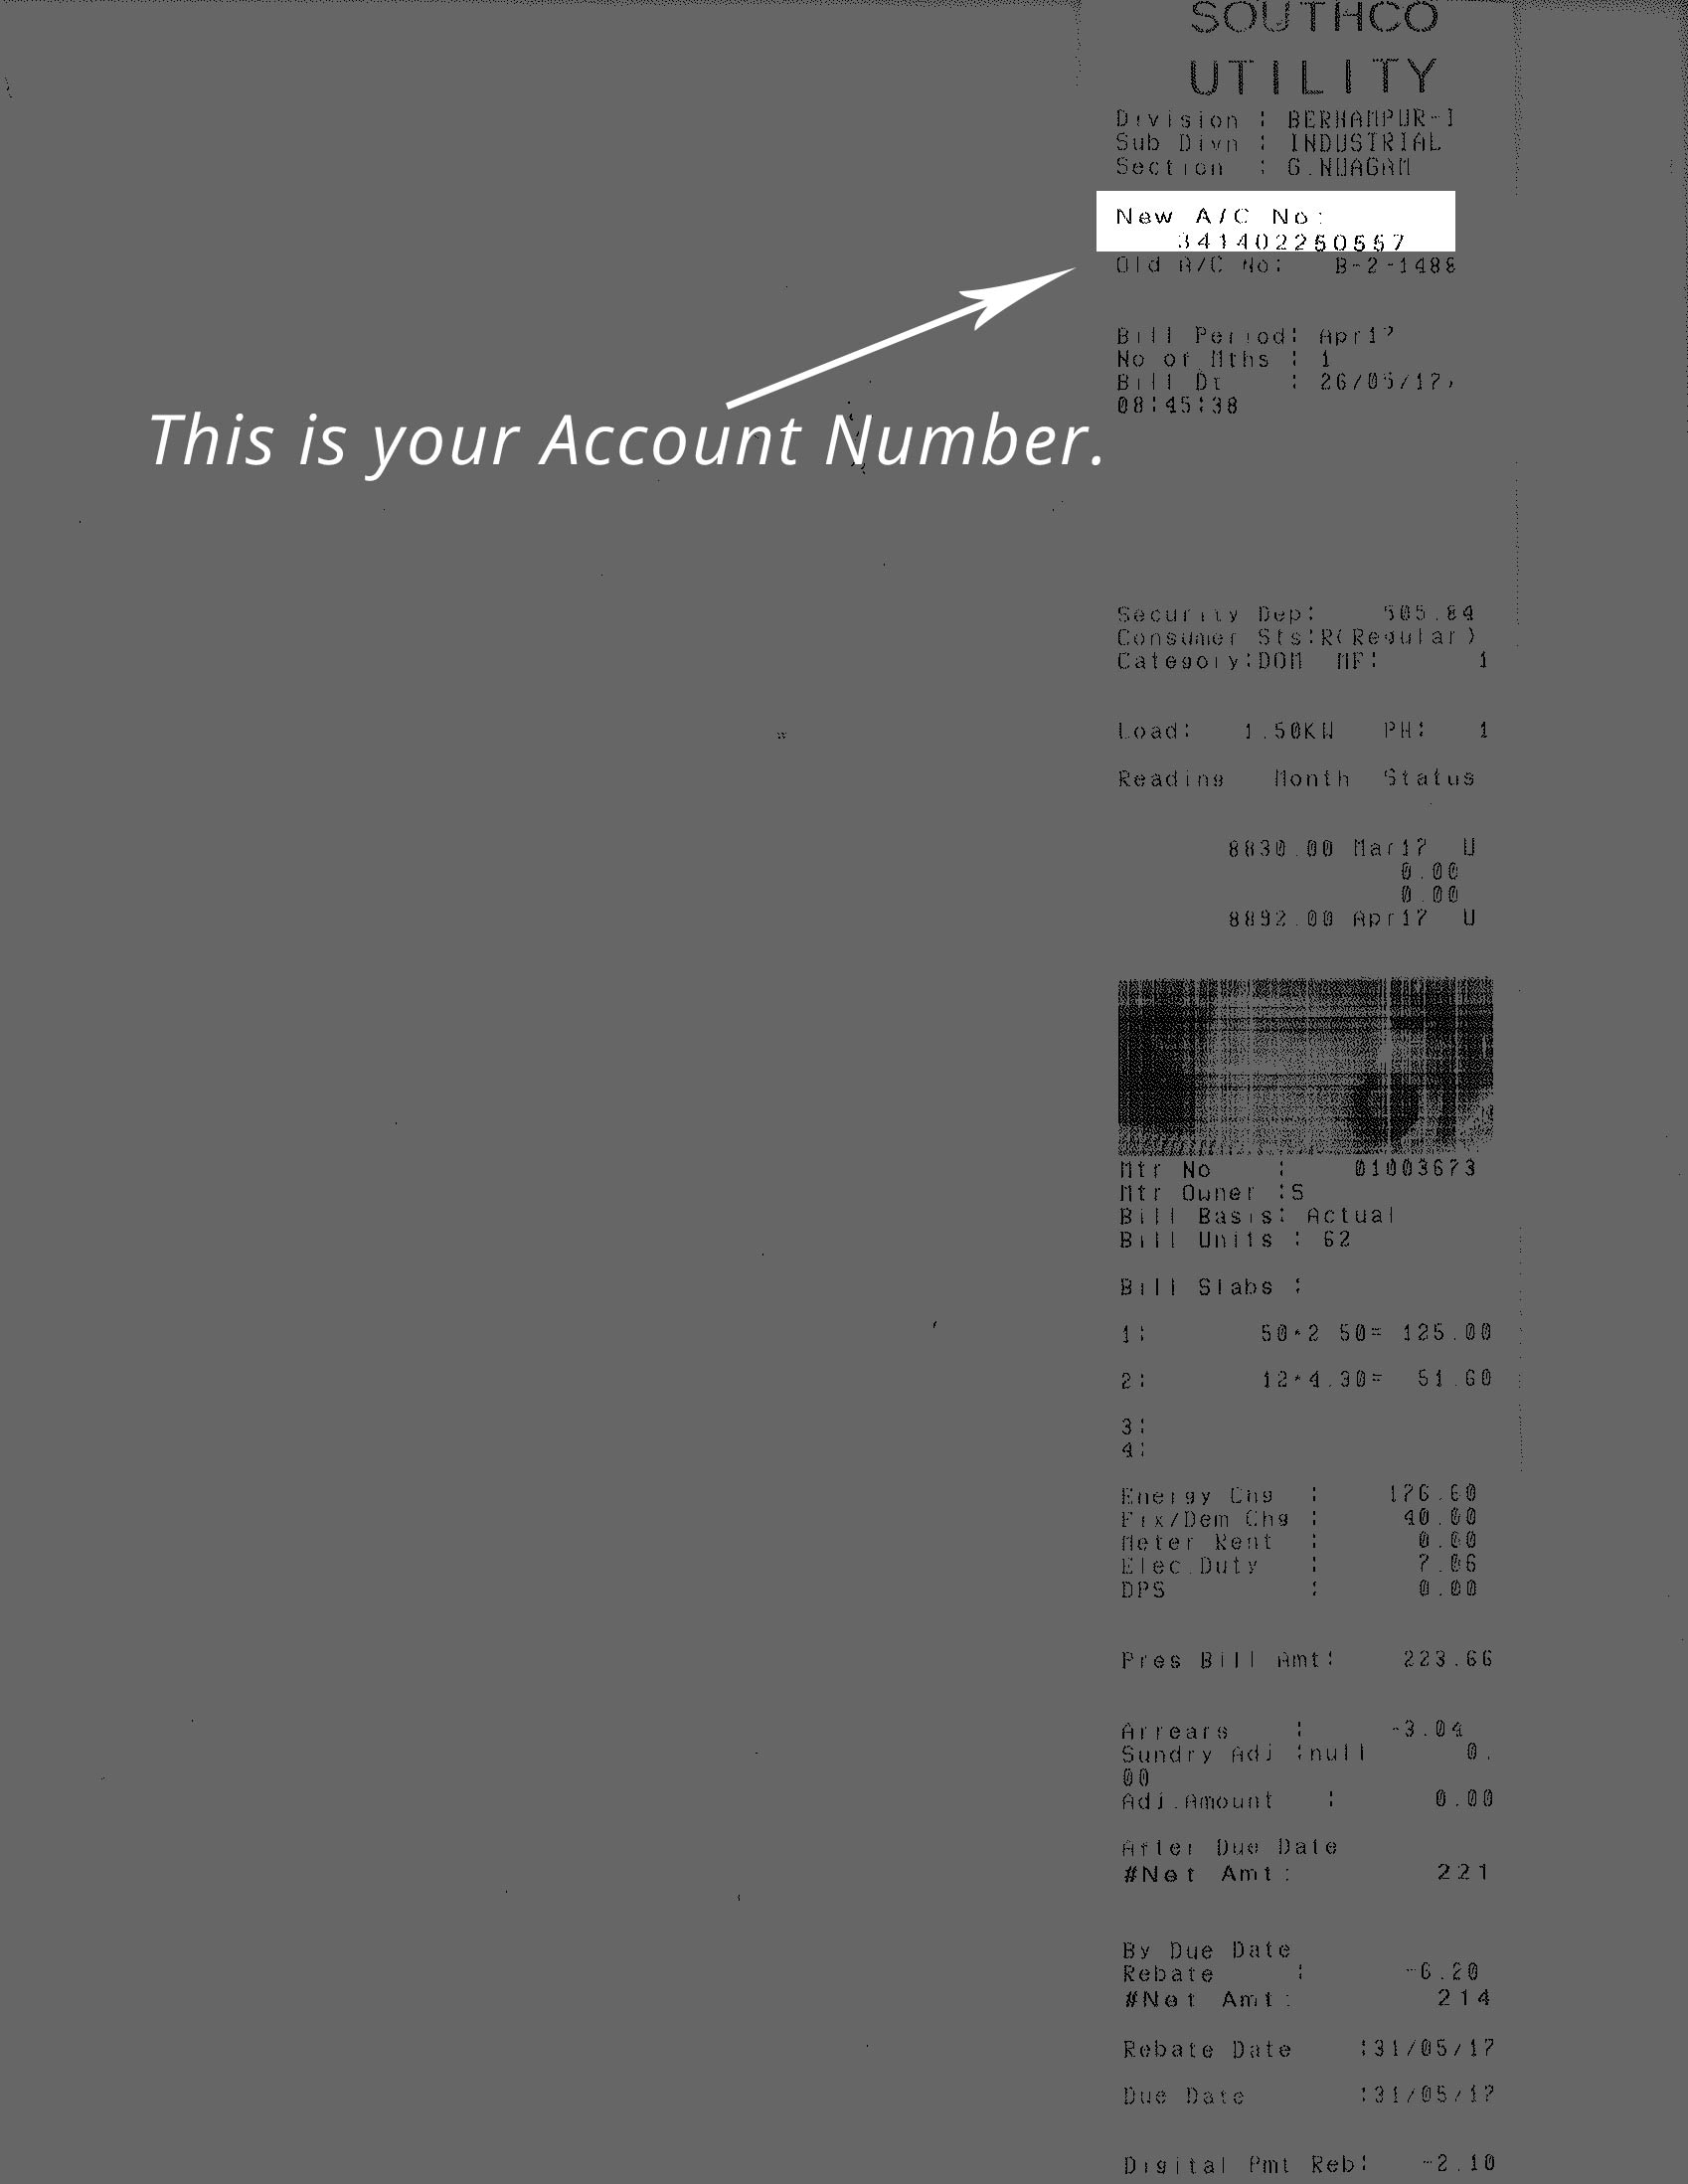 SOUTHCO
UTILITY
Division : BERHAMPUR-I
Sub Divn : INDUSTRIAL
Section : G.NUAGAM
New A/C No:
341402250557
Old A/C No: B-2-1488
Bill Period: Apr17
No of Mths : 1
Bill Dt : 26/05/17,
08:45:38
This is your Account Number.
Security Dep: 505.84
Consumer Sts:R(Regular)
Category:DOM MF: 1
Load: 1.50KW PH: 1
Reading Month Status
8830.00 Mar17 U
0.00
0.00
8892.00 Apr17 U
Mtr No : 01003673
Mtr Owner :S
Bill Basis: Actual
Bill Units : 62
Bill Slabs :
1: 50*2.50= 125.00
2: 12*4.30= 51.60
3:
4:
Energy Chg : 176.60
Fix/Dem Chg : 40.00
Meter Rent : 0.00
Elec.Duty : 7.06
DPS : 0.00
Pres Bill Amt: 223.66
Arrears : -3.04
Sundry Adj :null 0.
00
Adj.Amount : 0.00
After Due Date
#Net Amt: 221
By Due Date
Rebate : -6.20
#Net Amt: 214
Rebate Date :31/05/17
Due Date :31/05/17
Digital Pmt Reb: -2.10